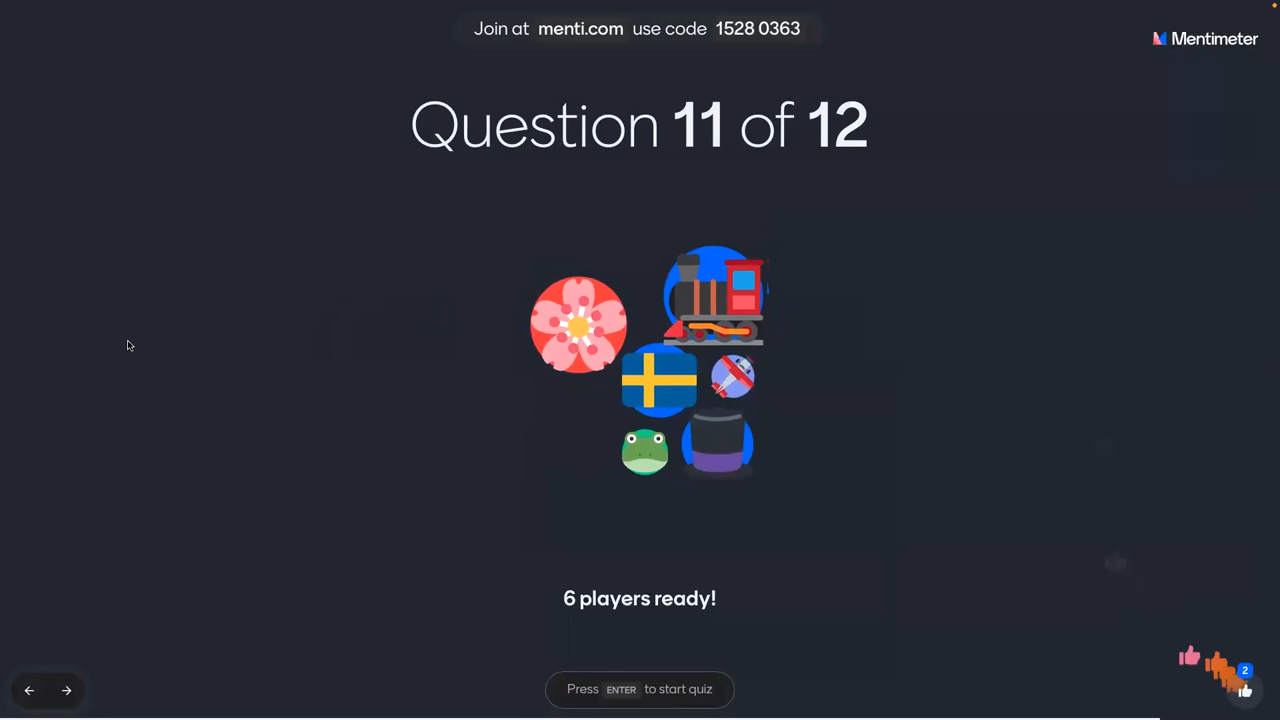 Join at menti.com use code 1528 0363
Mentimeter
Question 11 of 12
6 players ready!
2
Press ENTER to start quiz